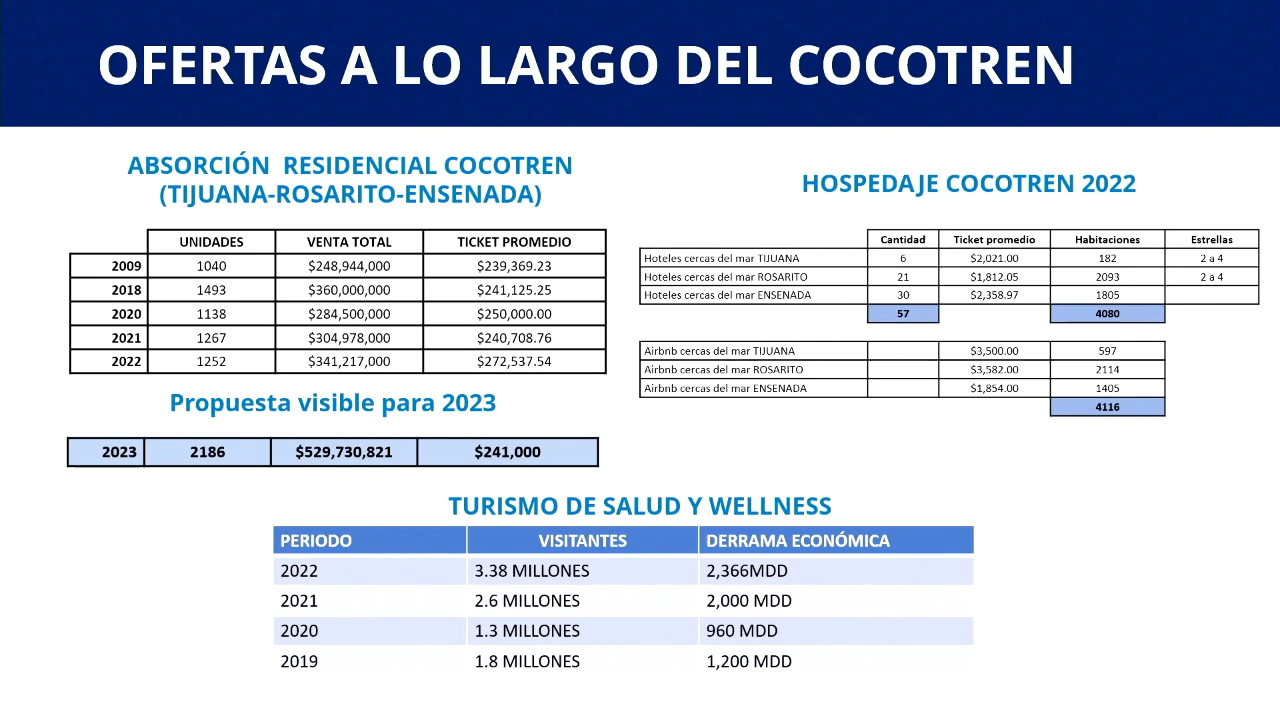 OFERTAS A LO LARGO DEL COCOTREN
ABSORCIÓN RESIDENCIAL COCOTREN
(TIJUANA-ROSARITO-ENSENADA)
UNIDADES VENTA TOTAL TICKET PROMEDIO
2009 1040 $248,944,000 $239,369.23
2018 1493 $360,000,000 $241,125.25
2020 1138 $284,500,000 $250,000.00
2021 1267 $304,978,000 $240,708.76
2022 1252 $341,217,000 $272,537.54
Propuesta visible para 2023
2023 2186 $529,730,821 $241,000
HOSPEDAJE COCOTREN 2022
Cantidad Ticket promedio Habitaciones Estrellas
Hoteles cercas del mar TIJUANA 6 $2,021.00 182 2 a 4
Hoteles cercas del mar ROSARITO 21 $1,812.05 2093 2 a 4
Hoteles cercas del mar ENSENADA 30 $2,358.97 1805
57 4080
Airbnb cercas del mar TIJUANA $3,500.00 597
Airbnb cercas del mar ROSARITO $3,582.00 2114
Airbnb cercas del mar ENSENADA $1,854.00 1405
4116
TURISMO DE SALUD Y WELLNESS
PERIODO VISITANTES DERRAMA ECONÓMICA
2022 3.38 MILLONES 2,366MDD
2021 2.6 MILLONES 2,000 MDD
2020 1.3 MILLONES 960 MDD
2019 1.8 MILLONES 1,200 MDD